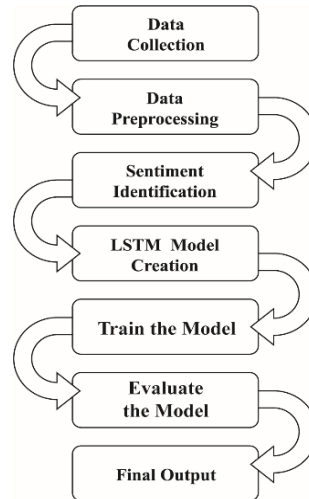 Data
Collection
Data
Preprocessing
Sentiment
Identification
LSTM Model
Creation
Train the Model
Evaluate
the Model
Final Output